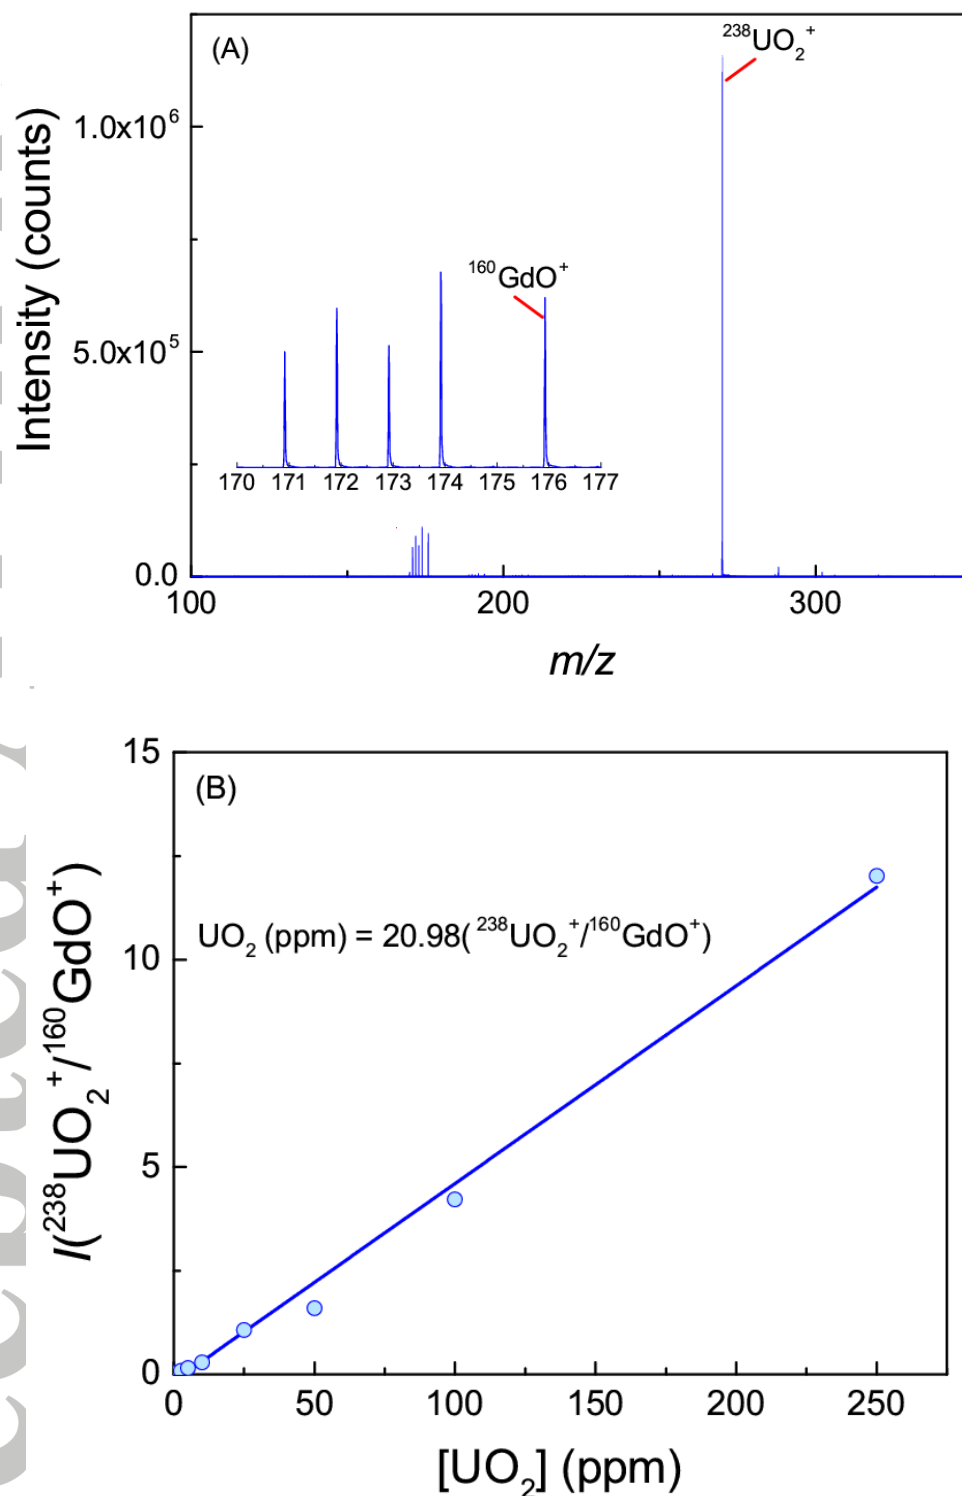 (A)
²³⁸UO₂⁺
Intensity (counts)
1.0x10⁶
¹⁶⁰GdO⁺
5.0x10⁵
170 171 172 173 174 175 176 177
0.0
100 200 300
m/z
15
(B)
I(²³⁸UO₂⁺/¹⁶⁰GdO⁺)
UO₂ (ppm) = 20.98(²³⁸UO₂⁺/¹⁶⁰GdO⁺)
10
5
0
0 50 100 150 200 250
[UO₂] (ppm)